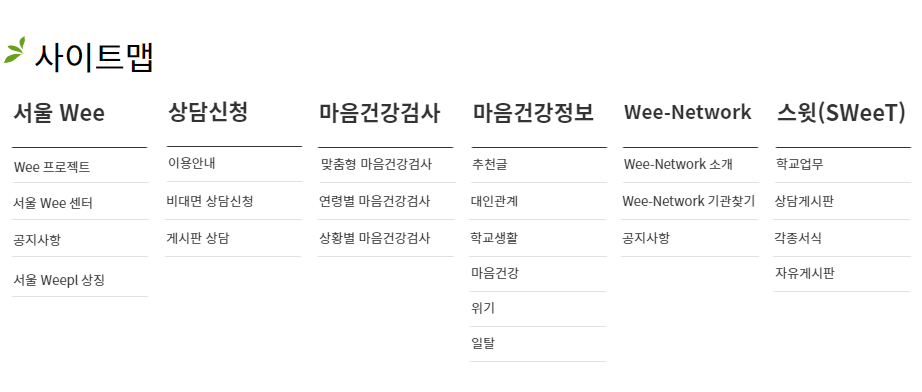 사이트맵
서울 Wee
Wee 프로젝트
서울 Wee 센터
공지사항
서울 Weepl 상징
상담신청
이용안내
비대면 상담신청
게시판 상담
마음건강검사
맞춤형 마음건강검사
연령별 마음건강검사
상황별 마음건강검사
마음건강정보
추천글
대인관계
학교생활
마음건강
위기
일탈
Wee-Network
Wee-Network 소개
Wee-Network 기관찾기
공지사항
스윗(SWeeT)
학교업무
상담게시판
각종서식
자유게시판